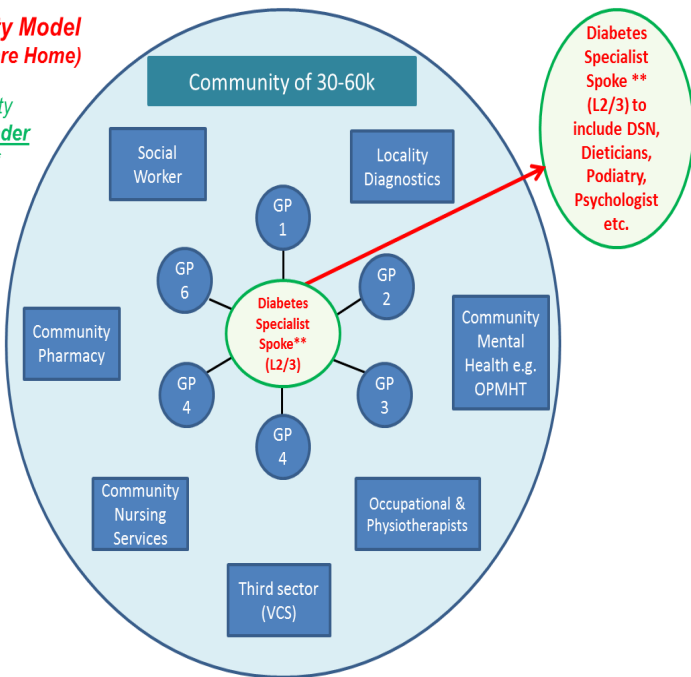 ry Model
re Home)
ty
der
Community of 30-60k
Diabetes
Specialist
Spoke **
(L2/3) to
include DSN,
Dieticians,
Podiatry,
Psychologist
etc.
Social
Worker
Locality
Diagnostics
GP
1
GP
6
GP
2
Diabetes
Specialist
Spoke**
(L2/3)
Community
Pharmacy
Community
Mental
Health e.g.
OPMHT
GP
4
GP
3
GP
4
Community
Nursing
Services
Occupational &
Physiotherapists
Third sector
(VCS)